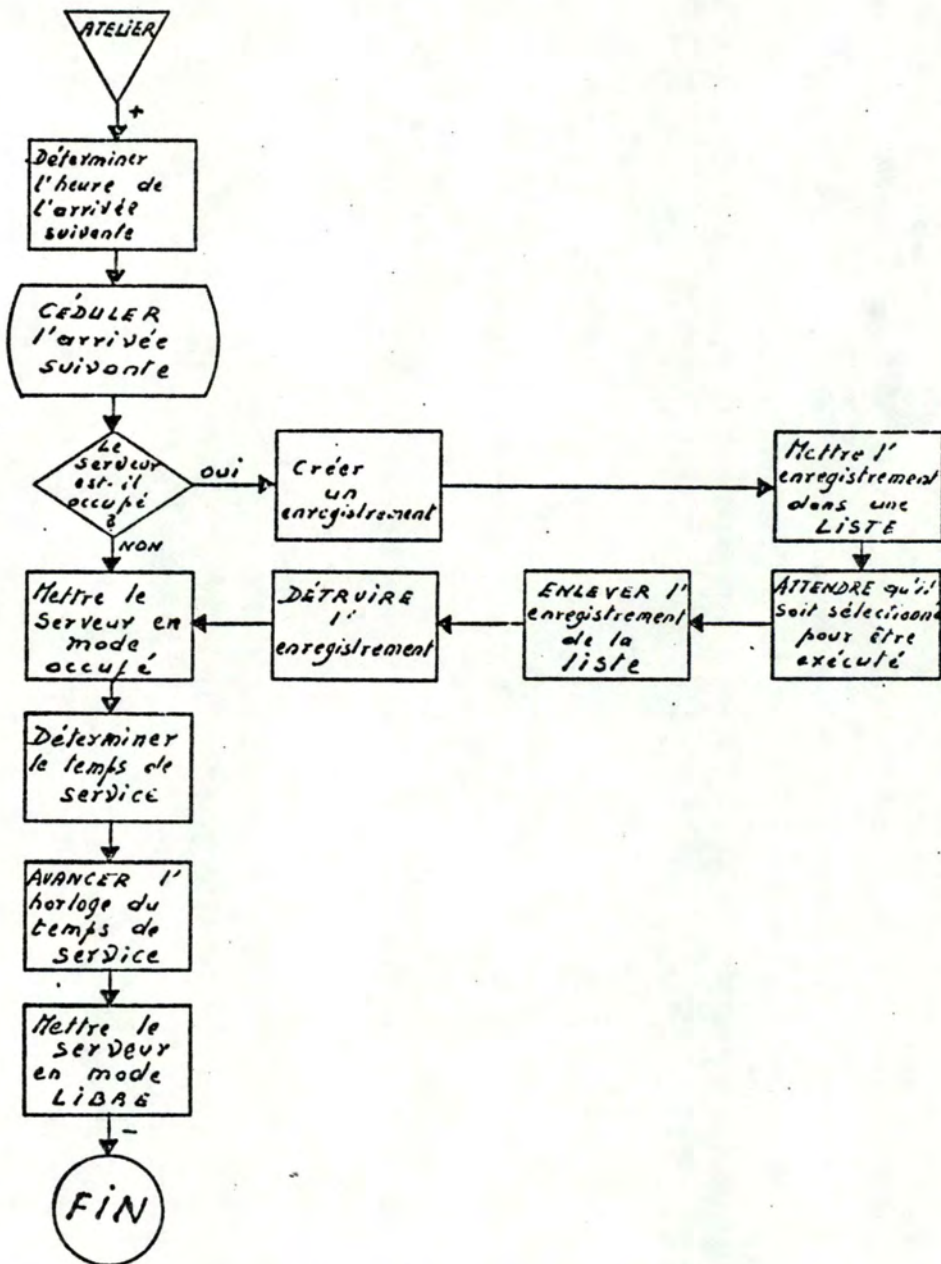 ATELIER
+
Déterminer
l'heure de
l'arrivée
suivante
CÉDULER
l'arrivée
suivante
Le
serveur
est-il
occupé
?
OUI
Créer
un
enregistrement
Mettre l'
enregistrement
dans une
LISTE
NON
Mettre le
serveur en
mode
occupé
DÉTRUIRE
l'
enregistrement
ENLEVER l'
enregistrement
de la
liste
ATTENDRE qu'il
soit sélectionné
pour être
exécuté
Déterminer
le temps de
service
AVANCER l'
horloge du
temps de
service
Mettre le
serveur
en mode
LIBRE
-
FIN